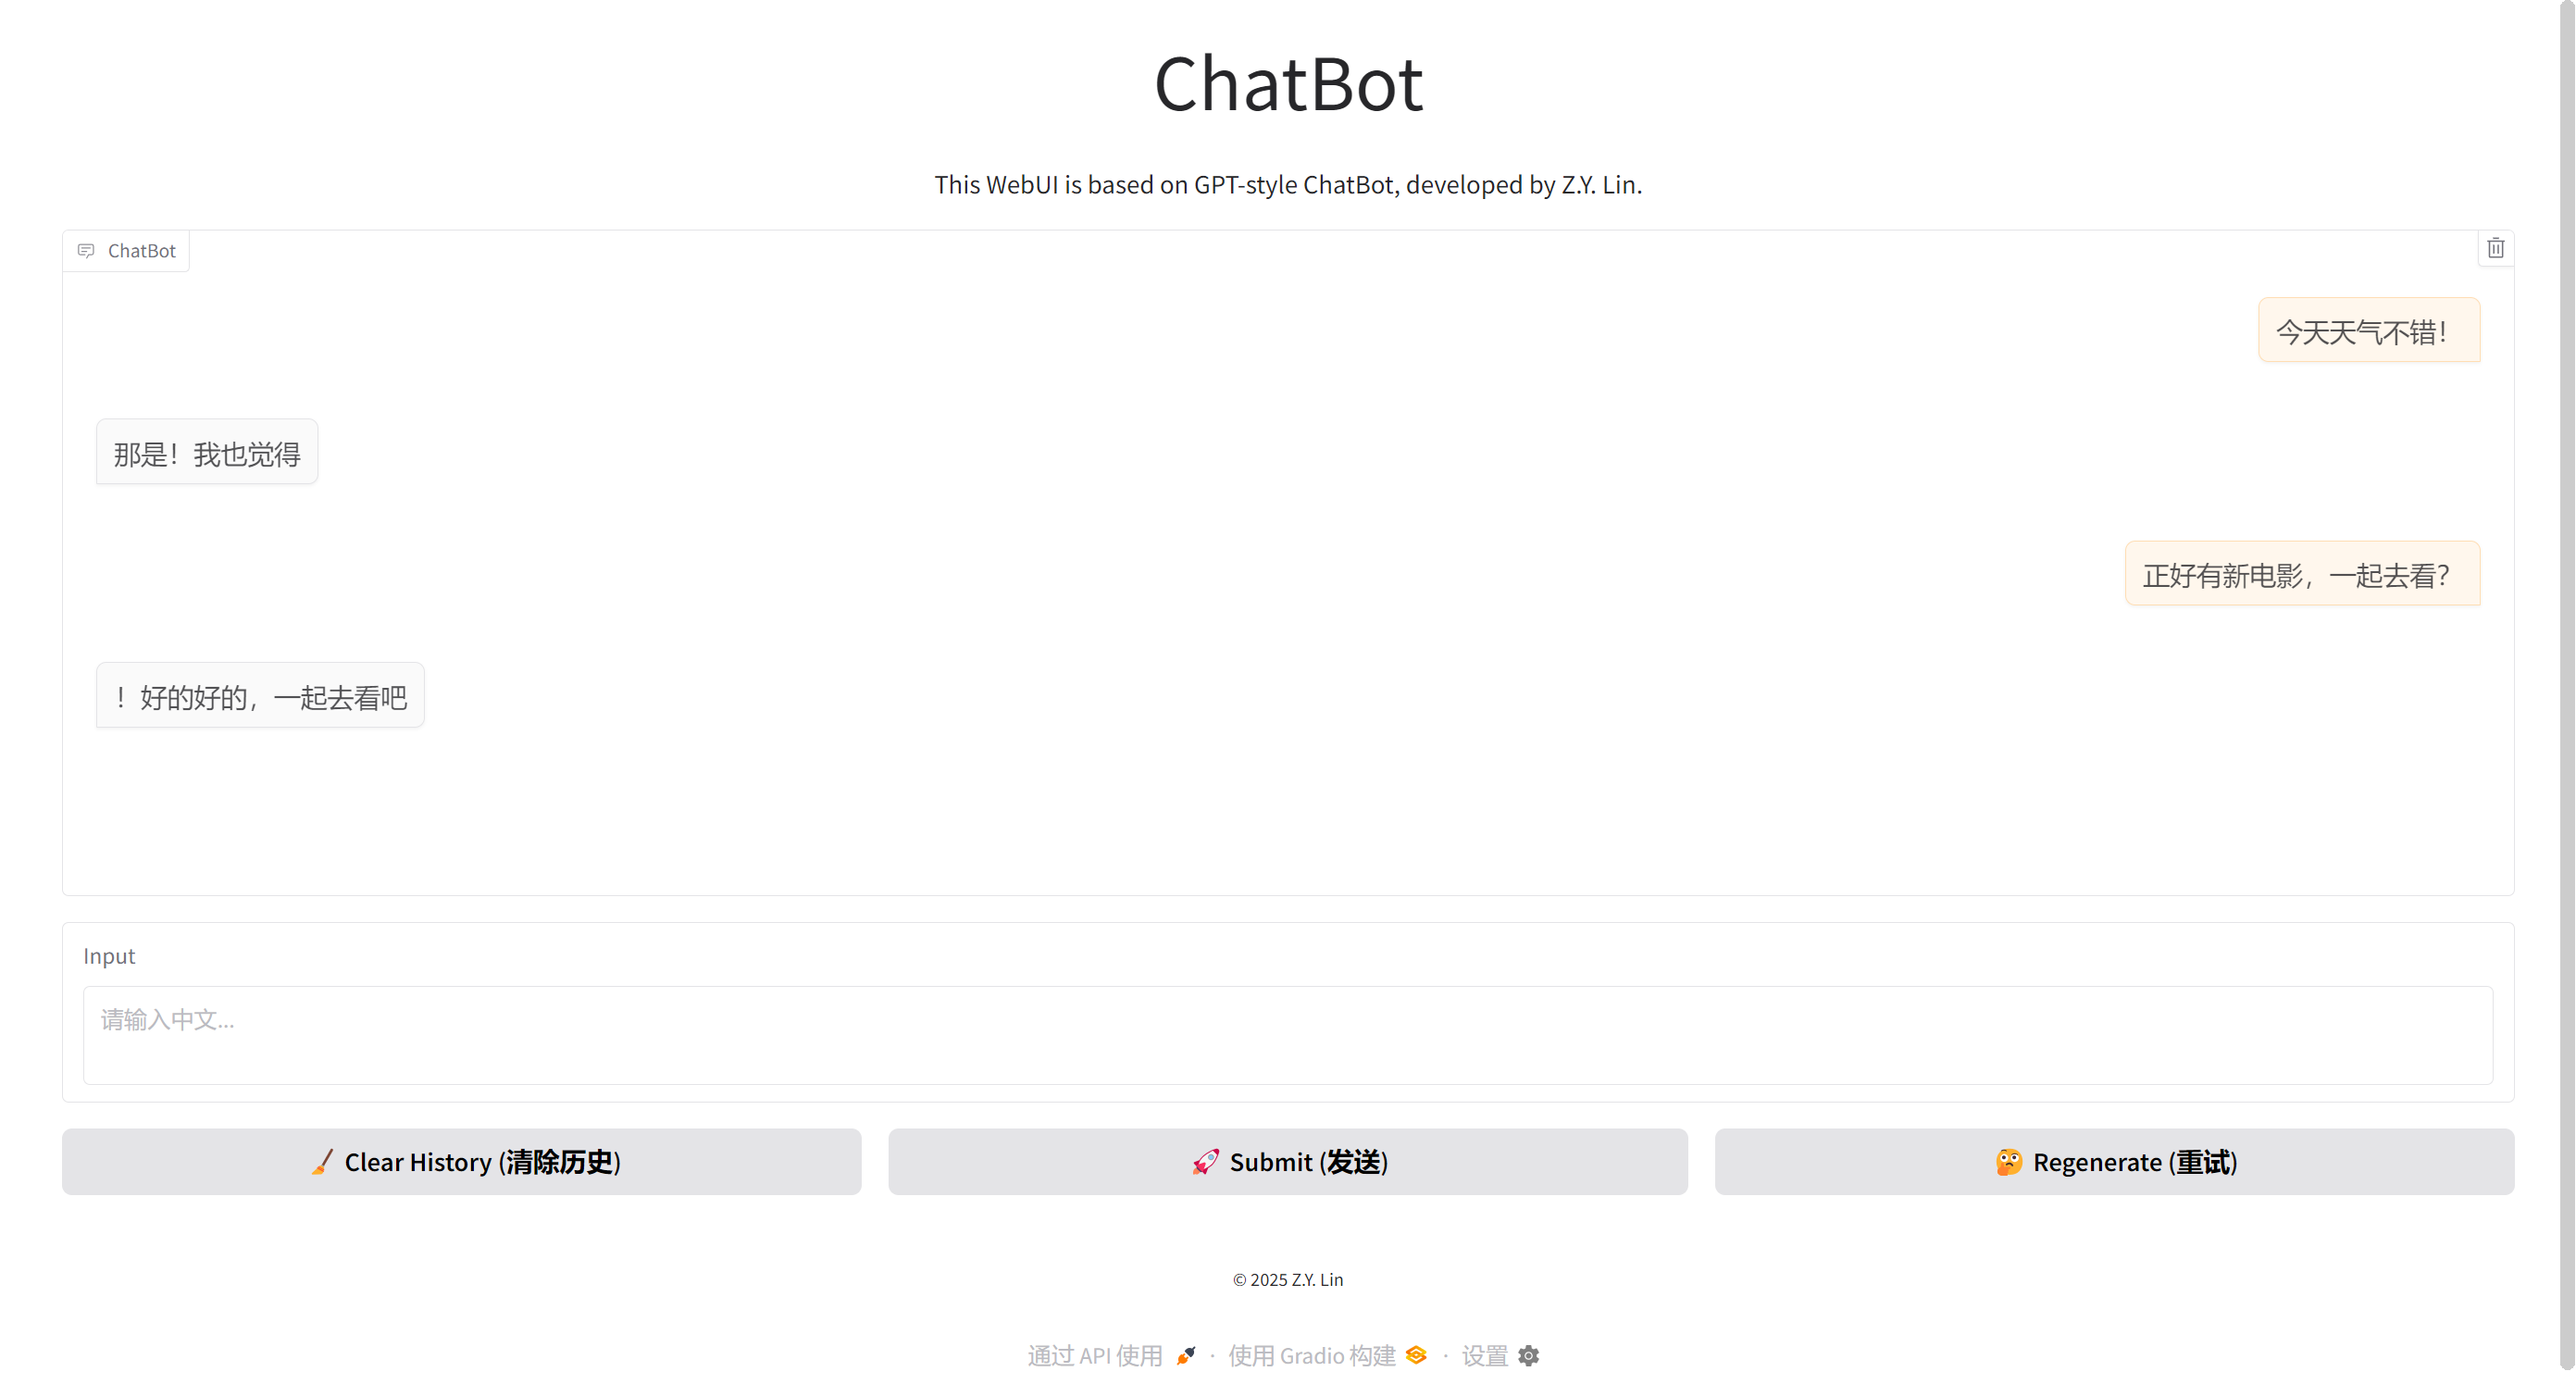 ChatBot
This WebUI is based on GPT-style ChatBot, developed by Z.Y. Lin.
ChatBot
今天天气不错！
那是！我也觉得
正好有新电影，一起去看？
！好的好的，一起去看吧
Input
请输入中文...
🧹 Clear History (清除历史)
🚀 Submit (发送)
🤔 Regenerate (重试)
© 2025 Z.Y. Lin
通过 API 使用 · 使用 Gradio 构建 · 设置